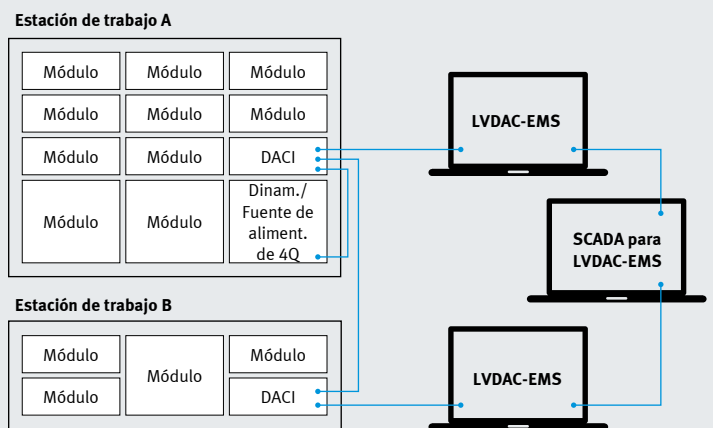 Estación de trabajo A
Módulo Módulo Módulo
Módulo Módulo Módulo
Módulo Módulo DACI
Módulo Módulo Dinam./
Fuente de
aliment.
de 4Q
LVDAC-EMS
SCADA para
LVDAC-EMS
Estación de trabajo B
Módulo Módulo Módulo
Módulo DACI
LVDAC-EMS